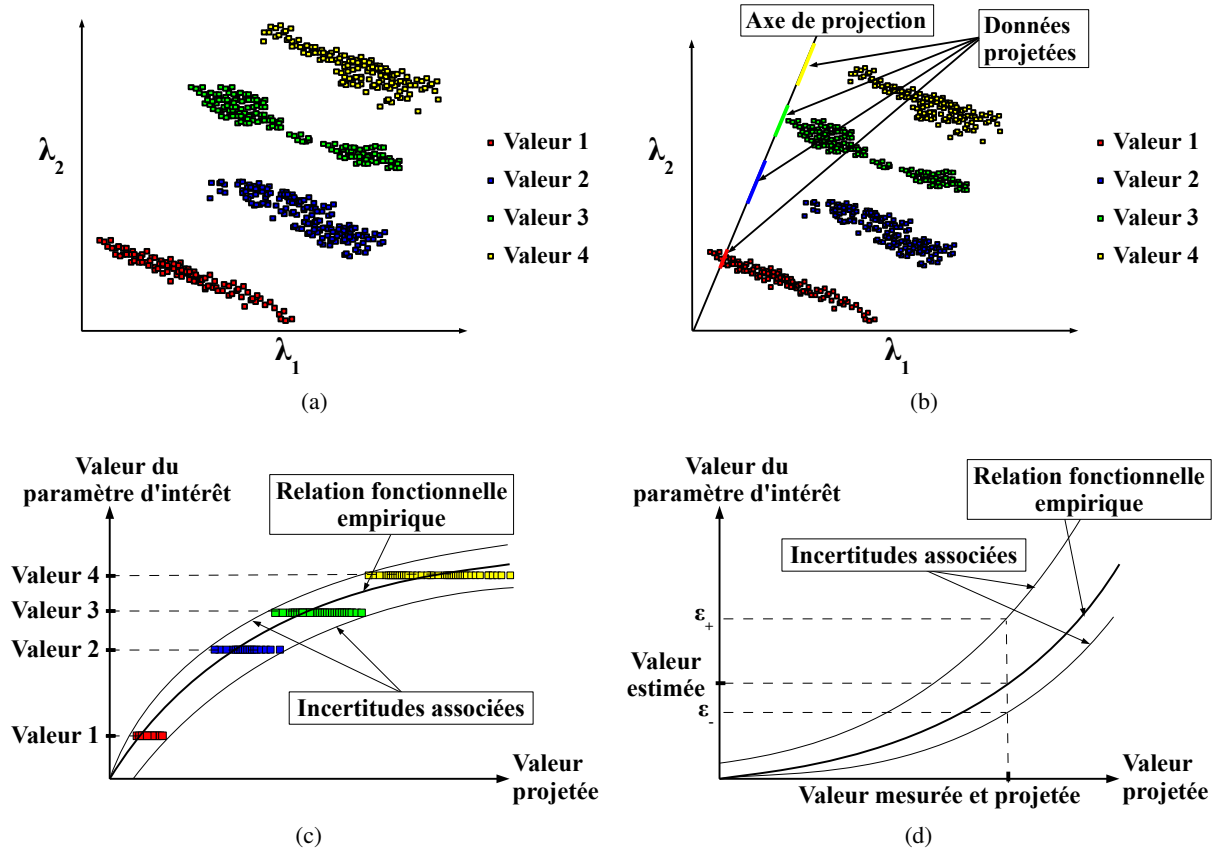 λ2
Valeur 1
Valeur 2
Valeur 3
Valeur 4
λ1
(a)
Axe de projection
Données
projetées
λ2
Valeur 1
Valeur 2
Valeur 3
Valeur 4
λ1
(b)
Valeur du
paramètre d'intérêt
Relation fonctionnelle
empirique
Valeur 4
Valeur 3
Valeur 2
Valeur 1
Incertitudes associées
Valeur
projetée
(c)
Valeur du
paramètre d'intérêt
Relation fonctionnelle
empirique
Incertitudes associées
ε+
Valeur
estimée
ε-
Valeur mesurée et projetée
Valeur
projetée
(d)